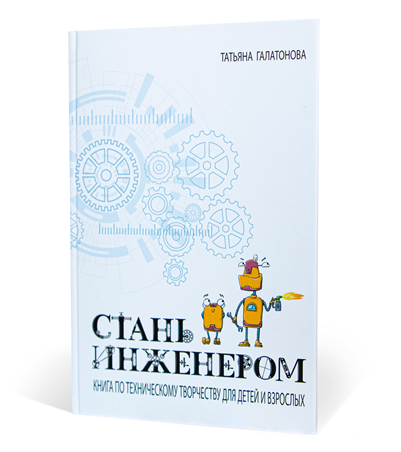 ТАТЬЯНА ГАЛАТОНОВА
СТАНЬ
ИНЖЕНЕРОМ
КНИГА ПО ТЕХНИЧЕСКОМУ ТВОРЧЕСТВУ ДЛЯ ДЕТЕЙ И ВЗРОСЛЫХ